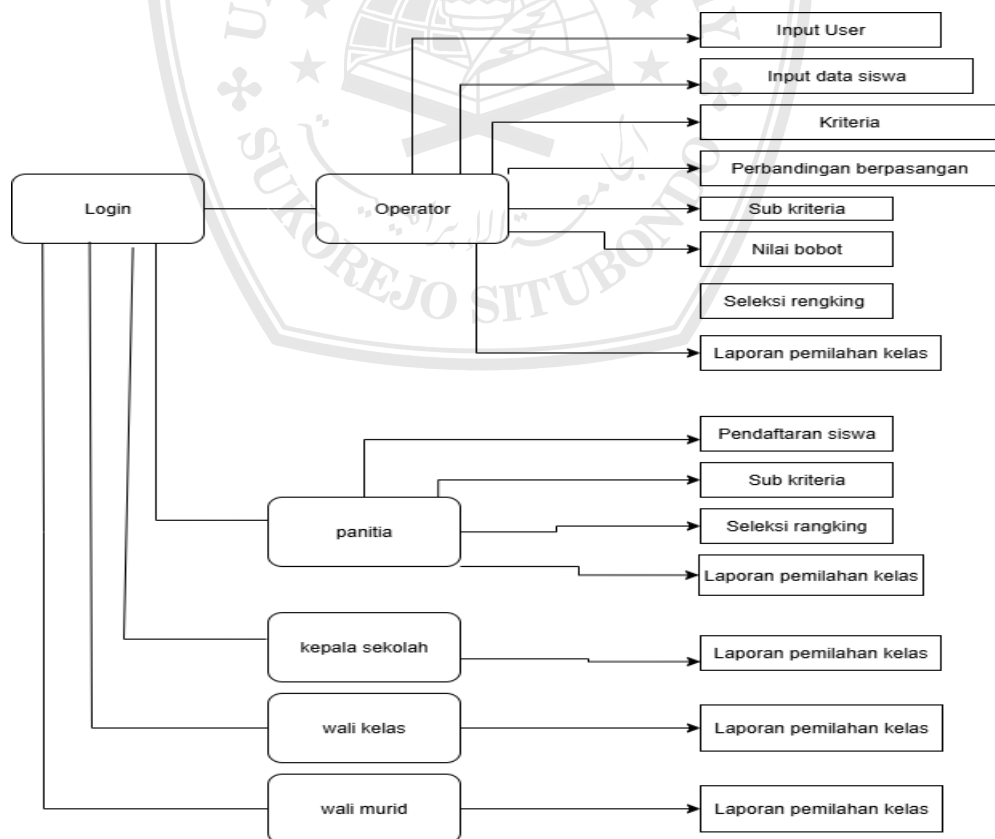 Input User
Input data siswa
Kriteria
Perbandingan berpasangan
Login
Operator
Sub kriteria
Nilai bobot
Seleksi rengking
Laporan pemilahan kelas
Pendaftaran siswa
Sub kriteria
panitia
Seleksi rangking
Laporan pemilahan kelas
kepala sekolah
Laporan pemilahan kelas
wali kelas
Laporan pemilahan kelas
wali murid
Laporan pemilahan kelas
SUKOREJO SITUBONDO